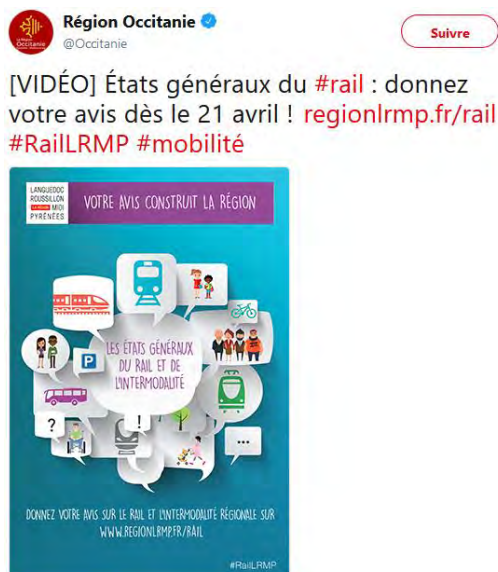 Région Occitanie
@Occitanie
Suivre
[VIDÉO] États généraux du #rail : donnez
votre avis dès le 21 avril ! regionlrmp.fr/rail
#RailLRMP #mobilité
LANGUEDOC
ROUSSILLON
MIDI
PYRÉNÉES
VOTRE AVIS CONSTRUIT LA RÉGION
LES ÉTATS GÉNÉRAUX
DU RAIL ET DE
L'INTERMODALITÉ
P
?
!
...
DONNEZ VOTRE AVIS SUR LE RAIL ET L'INTERMODALITÉ RÉGIONALE SUR
WWW.REGIONLRMP.FR/RAIL
#RailLRMP